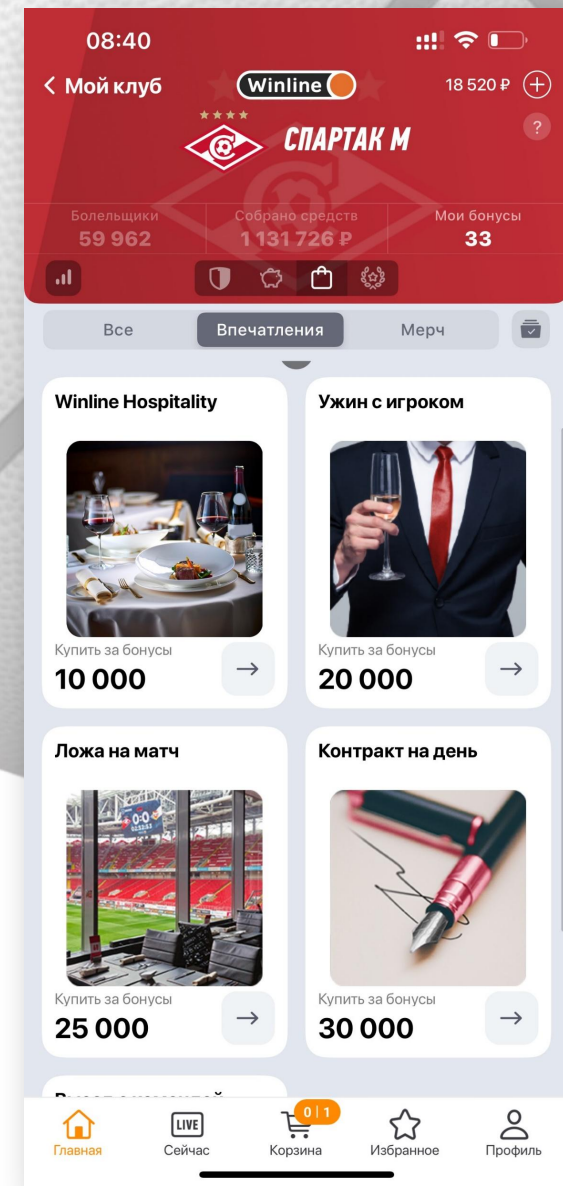 08:40
Мой клуб
Winline
18 520 ₽
СПАРТАК М
?
Болельщики
Собрано средств
Мои бонусы
59 962
1 131 726 ₽
33
Все
Впечатления
Мерч
Winline Hospitality
Ужин с игроком
Купить за бонусы
Купить за бонусы
10 000
20 000
Ложа на матч
Контракт на день
0:0
Купить за бонусы
Купить за бонусы
25 000
30 000
0|1
LIVE
Главная
Сейчас
Корзина
Избранное
Профиль